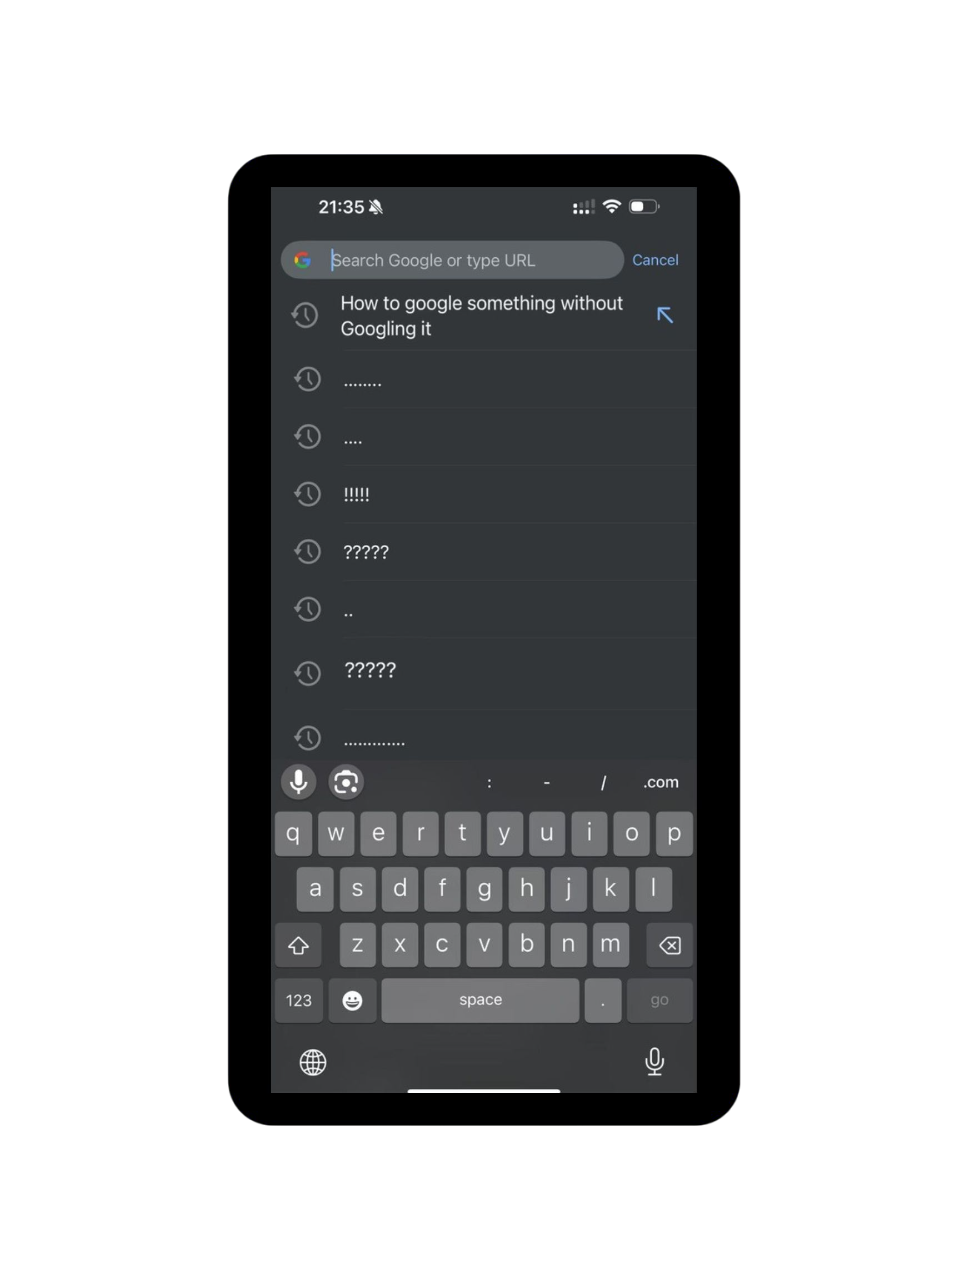 21:35
Search Google or type URL
Cancel
How to google something without
Googling it
........
....
!!!!!
?????
..
?????
.............
: - / .com
q w e r t y u i o p
a s d f g h j k l
z x c v b n m
123 space . go